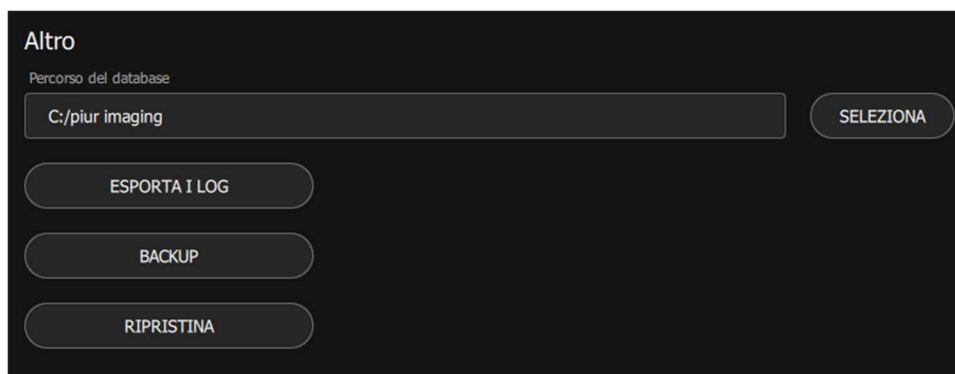 Altro
Percorso del database
C:/piur imaging
SELEZIONA
ESPORTA I LOG
BACKUP
RIPRISTINA